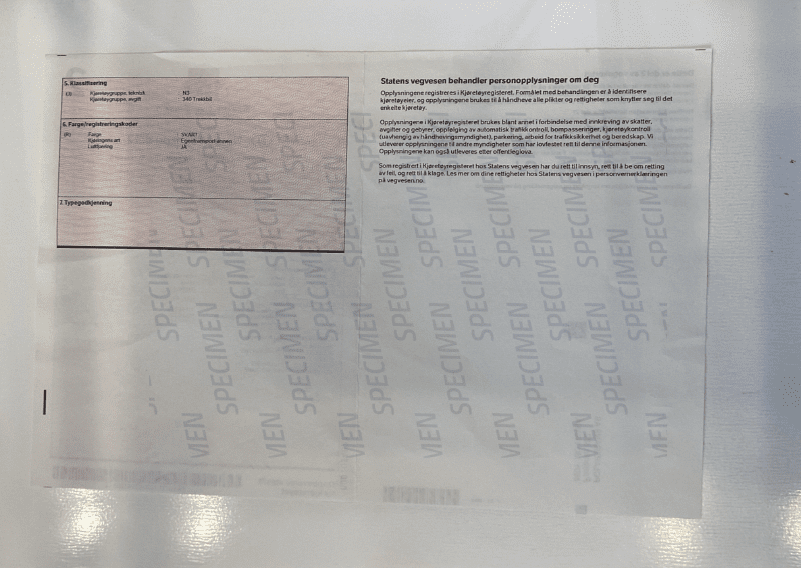 5. Klassifisering
(J) Kjøretøygruppe, teknisk N3
Kjøretøygruppe, avgift 340 Trekkbil
6. Farge/registreringskoder
(R) Farge SVART
Kjøringens art Egentransport ervverv
Luftfjæring JA
7. Typegodkjenning
Statens vegvesen behandler personopplysninger om deg
Opplysningene registreres i Kjøretøyregisteret. Formålet med behandlingen er å identifisere
kjøretøyeier, og opplysningene brukes til å håndheve alle plikter og rettigheter som knytter seg til det
enkelte kjøretøy.
Opplysningene i Kjøretøyregisteret brukes blant annet i forbindelse med innkreving av skatter,
avgifter og gebyrer, oppfølging av automatisk trafikkontroll, bompasseringer, kjøretøykontroll
(uavhengig av håndhevingsmyndighet), parkering, arbeid for trafikksikkerhet og beredskap. Vi
utleverer opplysningene til andre myndigheter som har lovfestet rett til denne informasjonen.
Opplysningene kan også utleveres etter offentleglova.
Som registrert i Kjøretøyregisteret hos Statens vegvesen har du rett til innsyn, rett til å be om retting
av feil, og rett til å klage. Les mer om dine rettigheter hos Statens vegvesen i personvernerklæringen
på vegvesen.no.
SPECIMEN